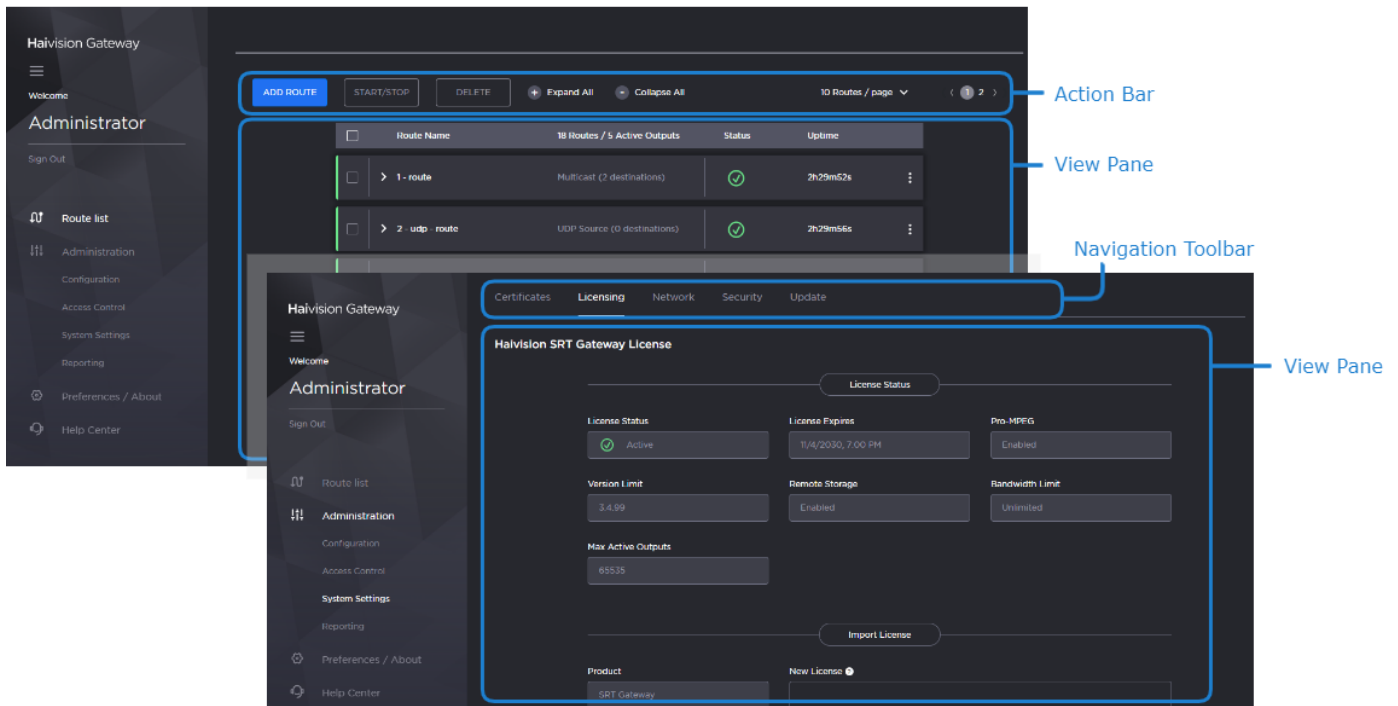 Haivision Gateway
Welcome
Administrator
Sign Out
Route list
Administration
Configuration
Access Control
System Settings
Reporting
Preferences / About
Help Center
ADD ROUTE START/STOP DELETE + Expand All - Collapse All 10 Routes / page 1 2
Action Bar
Route Name 18 Routes / 5 Active Outputs Status Uptime
View Pane
1 - route Multicast (2 destinations) 2h29m52s
2 - udp - route UDP Source (0 destinations) 2h29m56s
Navigation Toolbar
Haivision Gateway
Welcome
Administrator
Sign Out
Route list
Administration
Configuration
Access Control
System Settings
Reporting
Preferences / About
Help Center
Certificates Licensing Network Security Update
Haivision SRT Gateway License
View Pane
License Status
License Status License Expires Pro-MPEG
Active 11/4/2030, 7:00 PM Enabled
Version Limit Remote Storage Bandwidth Limit
3.4.99 Enabled Unlimited
Max Active Outputs
65535
Import License
Product New License ?
SRT Gateway